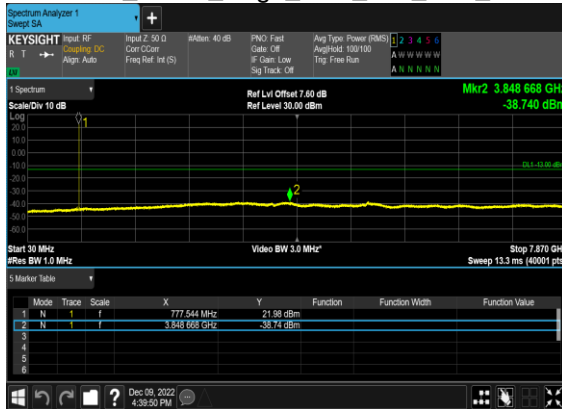 Spectrum Analyzer 1
Swept SA
+
KEYSIGHT Input: RF Input Z: 50 Ω #Atten: 40 dB PNO: Fast Avg Type: Power (RMS) 1 2 3 4 5 6
R T Coupling: DC Corr CCorr Gate: Off Avg|Hold: 100/100 A W W W W W
Align: Auto Freq Ref: Int (S) IF Gain: Low Trig: Free Run
Sig Track: Off A N N N N N
1 Spectrum Ref Lvl Offset 7.60 dB Mkr2 3.848 668 GHz
Scale/Div 10 dB Ref Level 30.00 dBm -38.740 dBm
Log
20.0 1
10.0
0.00
-10.0 DL1 -13.00 dBm
-20.0
-30.0 2
-40.0
-50.0
-60.0
Start 30 MHz Video BW 3.0 MHz* Stop 7.870 GHz
#Res BW 1.0 MHz Sweep 13.3 ms (40001 pts)
5 Marker Table
Mode Trace Scale X Y Function Function Width Function Value
1 N 1 f 777.544 MHz 21.98 dBm
2 N 1 f 3.848 668 GHz -38.74 dBm
3
4
5
6
? Dec 09, 2022
4:39:50 PM